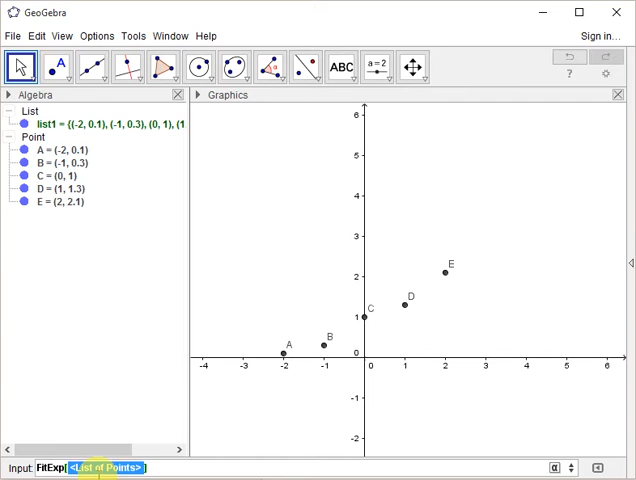 GeoGebra
File Edit View Options Tools Window Help Sign in...
A ABC a=2
?
Algebra
Graphics
List
list1 = {(-2, 0.1), (-1, 0.3), (0, 1), (1
Point
A = (-2, 0.1)
B = (-1, 0.3)
C = (0, 1)
D = (1, 1.3)
E = (2, 2.1)
6
5
4
3
2
1
0
-1
-2
A
B
C
D
E
-4 -3 -2 -1 0 1 2 3 4 5 6
Input: FitExp[ <List of Points> ] α